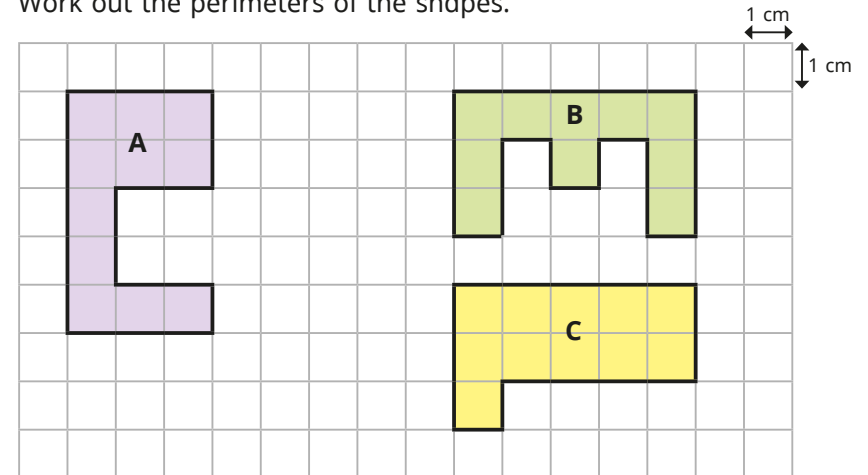 Work out the perimeters of the shapes.
1 cm
1 cm
A
B
C